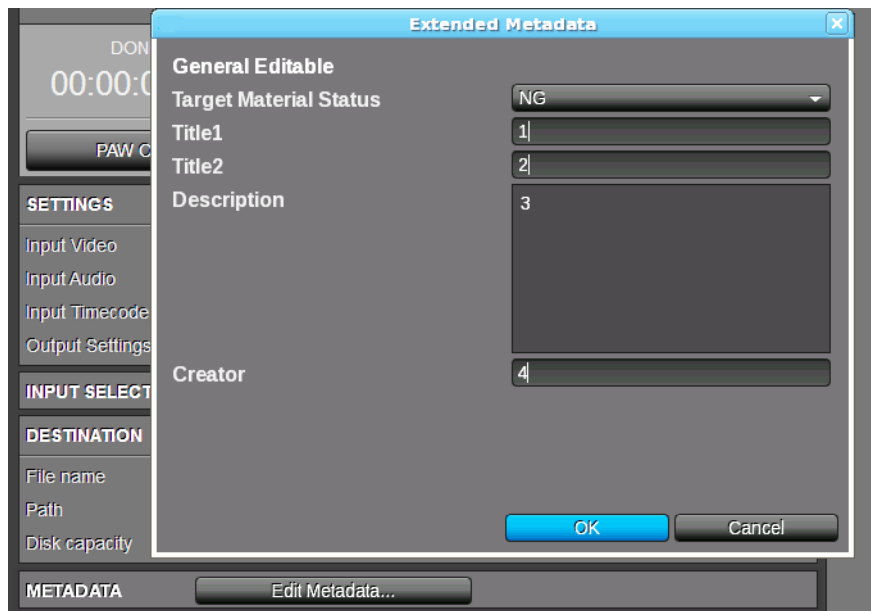 Extended Metadata
DON
00:00:0
PAW C
General Editable
Target Material Status NG
Title1 1
Title2 2
Description 3
Creator 4
OK Cancel
SETTINGS
Input Video
Input Audio
Input Timecode
Output Settings
INPUT SELECT
DESTINATION
File name
Path
Disk capacity
METADATA Edit Metadata...